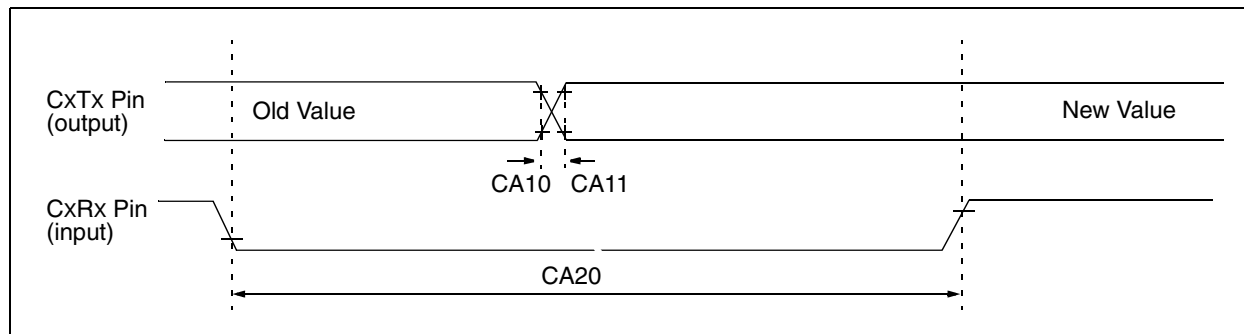 CxTx Pin
(output)
Old Value
New Value
CA10
CA11
CxRx Pin
(input)
CA20